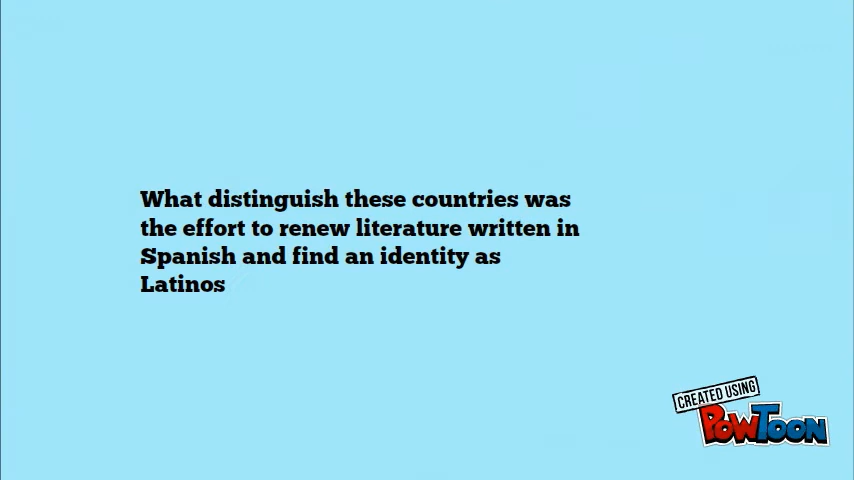 What distinguish these countries was
the effort to renew literature written in
Spanish and find an identity as
Latinos
CREATED USING
POWTOON